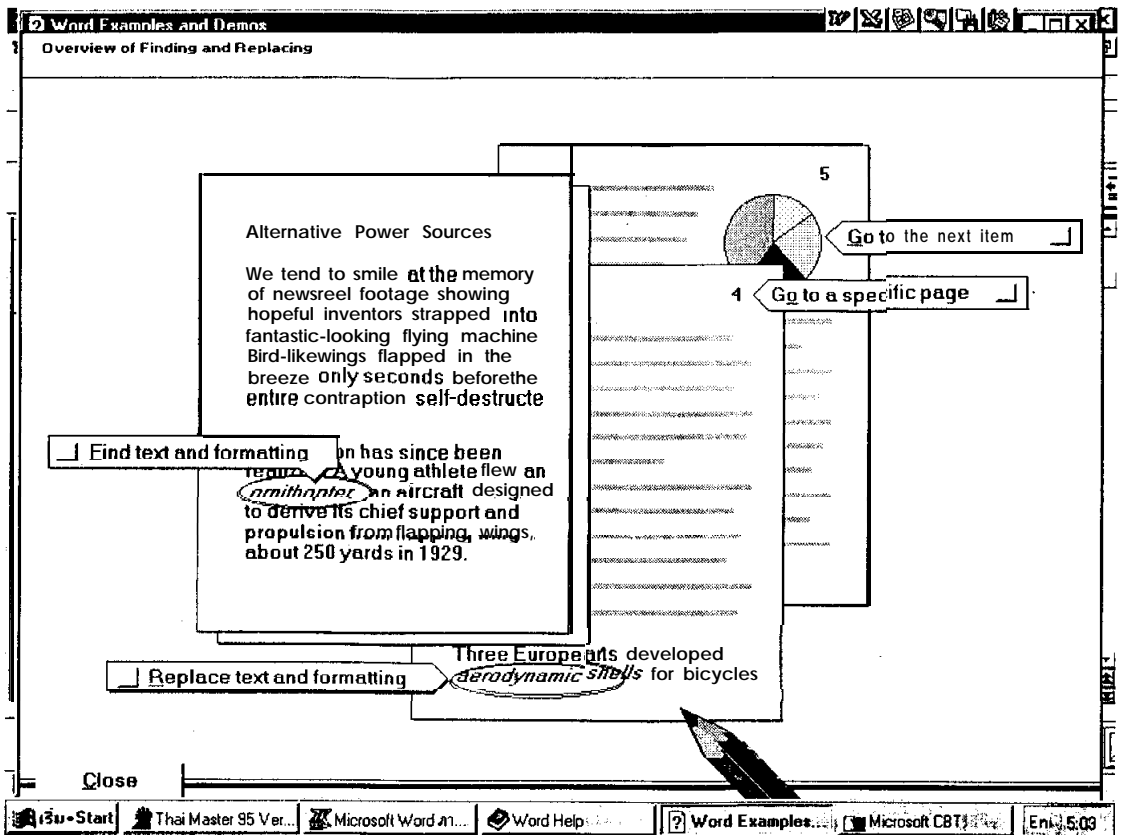 Word Examples and Demos
Overview of Finding and Replacing
5
Go to the next item
4
Go to a specific page
Alternative Power Sources
We tend to smile at the memory
of newsreel footage showing
hopeful inventors strapped into
fantastic-looking flying machine
Bird-likewings flapped in the
breeze only seconds beforethe
entire contraption self-destructe
Find text and formatting
on has since been
A young athlete flew an
ornithopter, an aircraft designed
to derive its chief support and
propulsion from flapping, wings,
about 250 yards in 1929.
Three Europeans developed
aerodynamic shells for bicycles
Replace text and formatting
Close
เริ่ม-Start
Thai Master 95 Ver...
Microsoft Word ภา...
Word Help
Word Examples...
Microsoft CBT
En
5:03